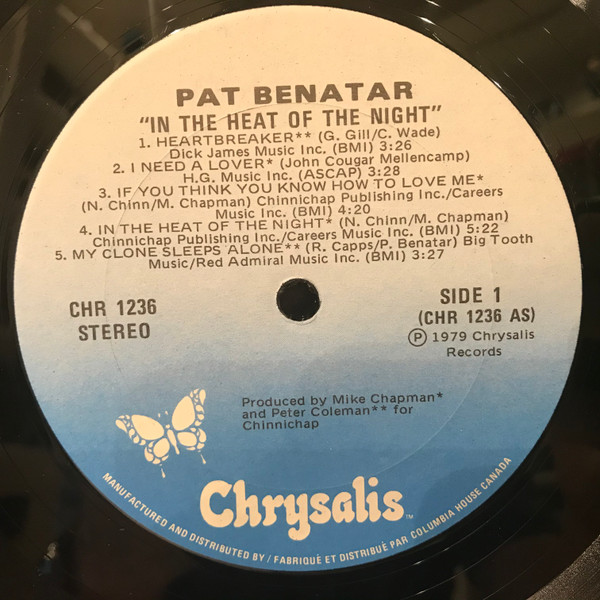 PAT BENATAR
"IN THE HEAT OF THE NIGHT"
1. HEARTBREAKER** (G. Gill/C. Wade)
Dick James Music Inc. (BMI) 3:26
2. I NEED A LOVER* (John Cougar Mellencamp)
H.G. Music Inc. (ASCAP) 3:28
3. IF YOU THINK YOU KNOW HOW TO LOVE ME*
(N. Chinn/M. Chapman) Chinnichap Publishing Inc./Careers
Music Inc. (BMI) 4:20
4. IN THE HEAT OF THE NIGHT* (N. Chinn/M. Chapman)
Chinnichap Publishing Inc./Careers Music Inc. (BMI) 5:22
5. MY CLONE SLEEPS ALONE** (R. Capps/P. Benatar) Big Tooth
Music/Red Admiral Music Inc. (BMI) 3:27
CHR 1236
STEREO
SIDE 1
(CHR 1236 AS)
℗ 1979 Chrysalis
Records
Produced by Mike Chapman*
and Peter Coleman** for
Chinnichap
Chrysalis™
MANUFACTURED AND DISTRIBUTED BY / FABRIQUÉ ET DISTRIBUÉ PAR COLUMBIA HOUSE CANADA